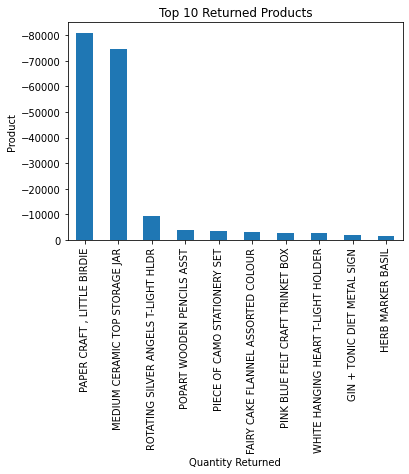 Top 10 Returned Products
Product
−80000
−70000
−60000
−50000
−40000
−30000
−20000
−10000
0
PAPER CRAFT , LITTLE BIRDIE
MEDIUM CERAMIC TOP STORAGE JAR
ROTATING SILVER ANGELS T-LIGHT HLDR
POPART WOODEN PENCILS ASST
PIECE OF CAMO STATIONERY SET
FAIRY CAKE FLANNEL ASSORTED COLOUR
PINK BLUE FELT CRAFT TRINKET BOX
WHITE HANGING HEART T-LIGHT HOLDER
GIN + TONIC DIET METAL SIGN
HERB MARKER BASIL
Quantity Returned